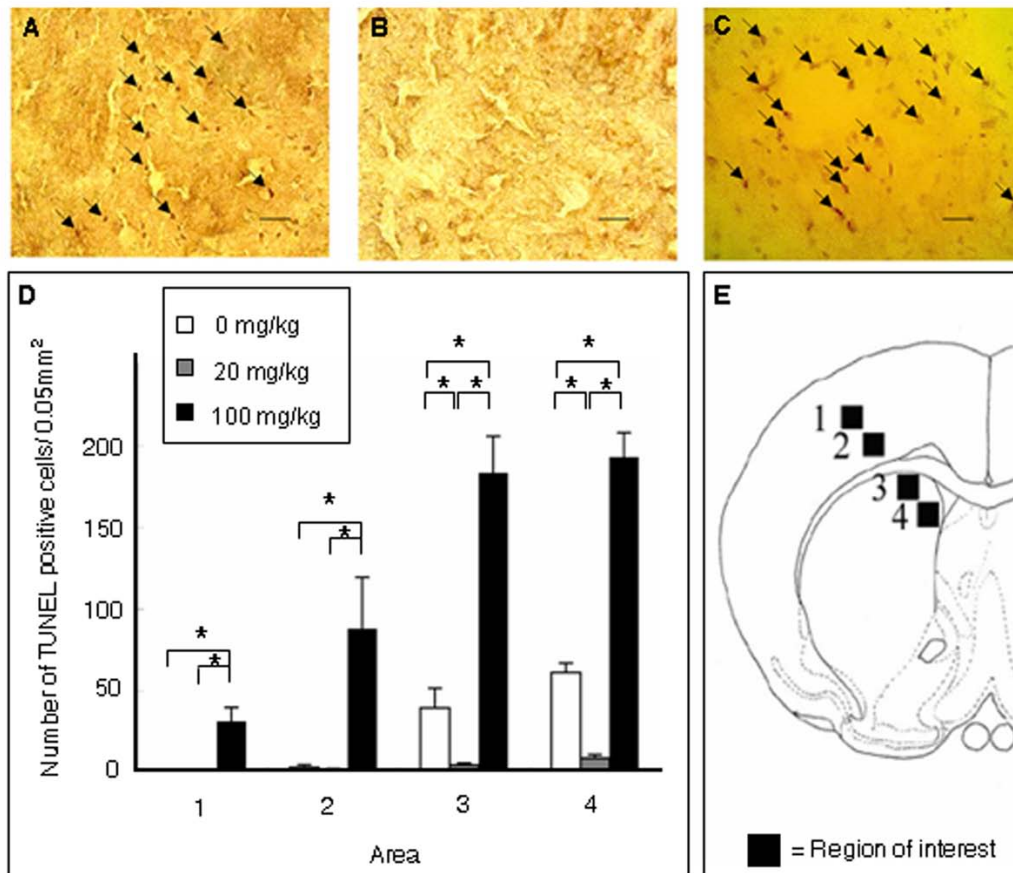 A
B
C
D
0 mg/kg
20 mg/kg
100 mg/kg
*
*
*
*
*
*
*
*
*
*
Number of TUNEL positive cells/ 0.05mm²
200
150
100
50
0
1
2
3
4
Area
E
1
2
3
4
= Region of interest